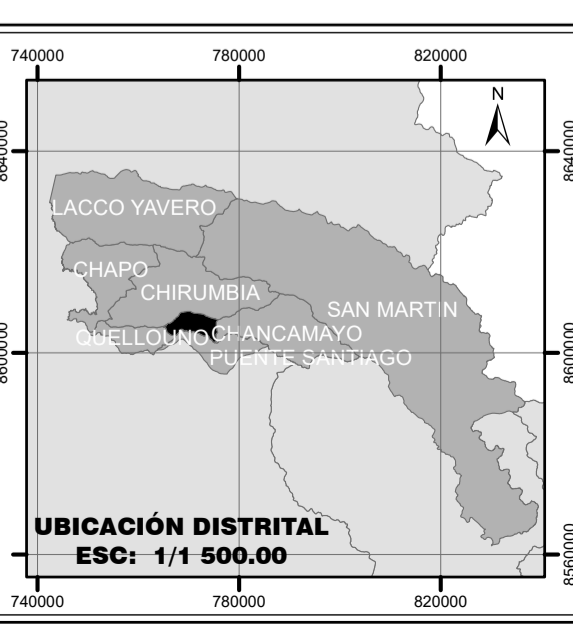 740000 780000 820000
N
8640000 8640000
LACCO YAVERO
CHAPO
CHIRUMBIA
SAN MARTIN
QUELLOUNO CHANCAMAYO
8600000 8600000
PUENTE SANTIAGO
UBICACIÓN DISTRITAL
ESC: 1/1 500.00
8560000
740000 780000 820000